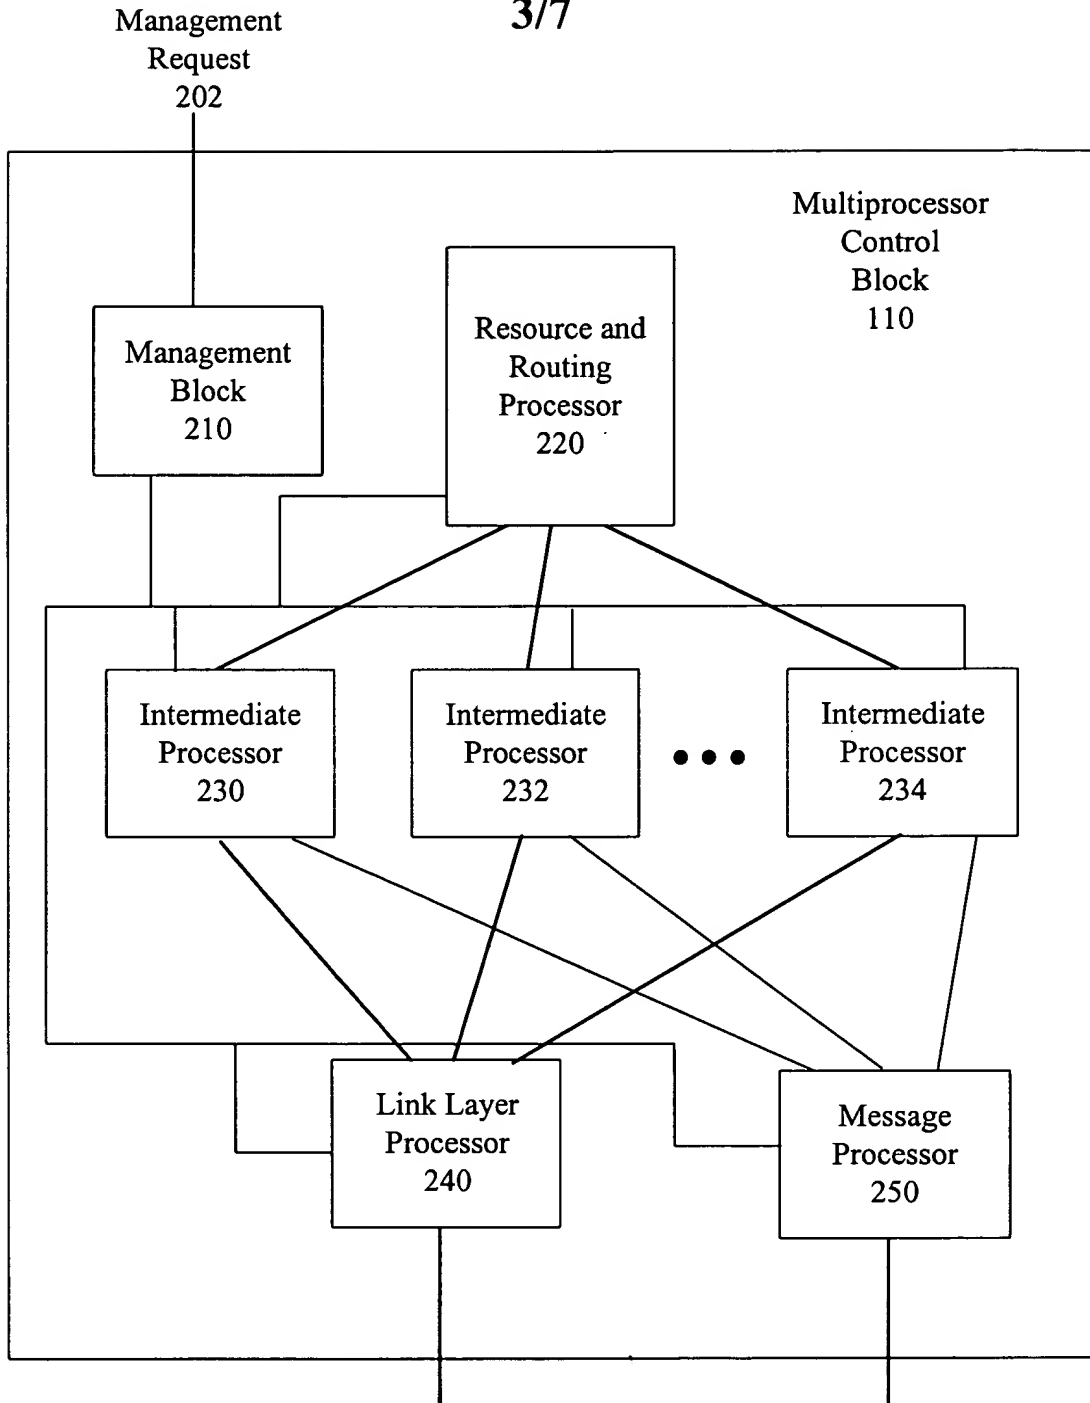 3/7
Management
Request
202
Multiprocessor
Control
Block
110
Management
Block
210
Resource and
Routing
Processor
220
Intermediate
Processor
230
Intermediate
Processor
232
Intermediate
Processor
234
Link Layer
Processor
240
Message
Processor
250